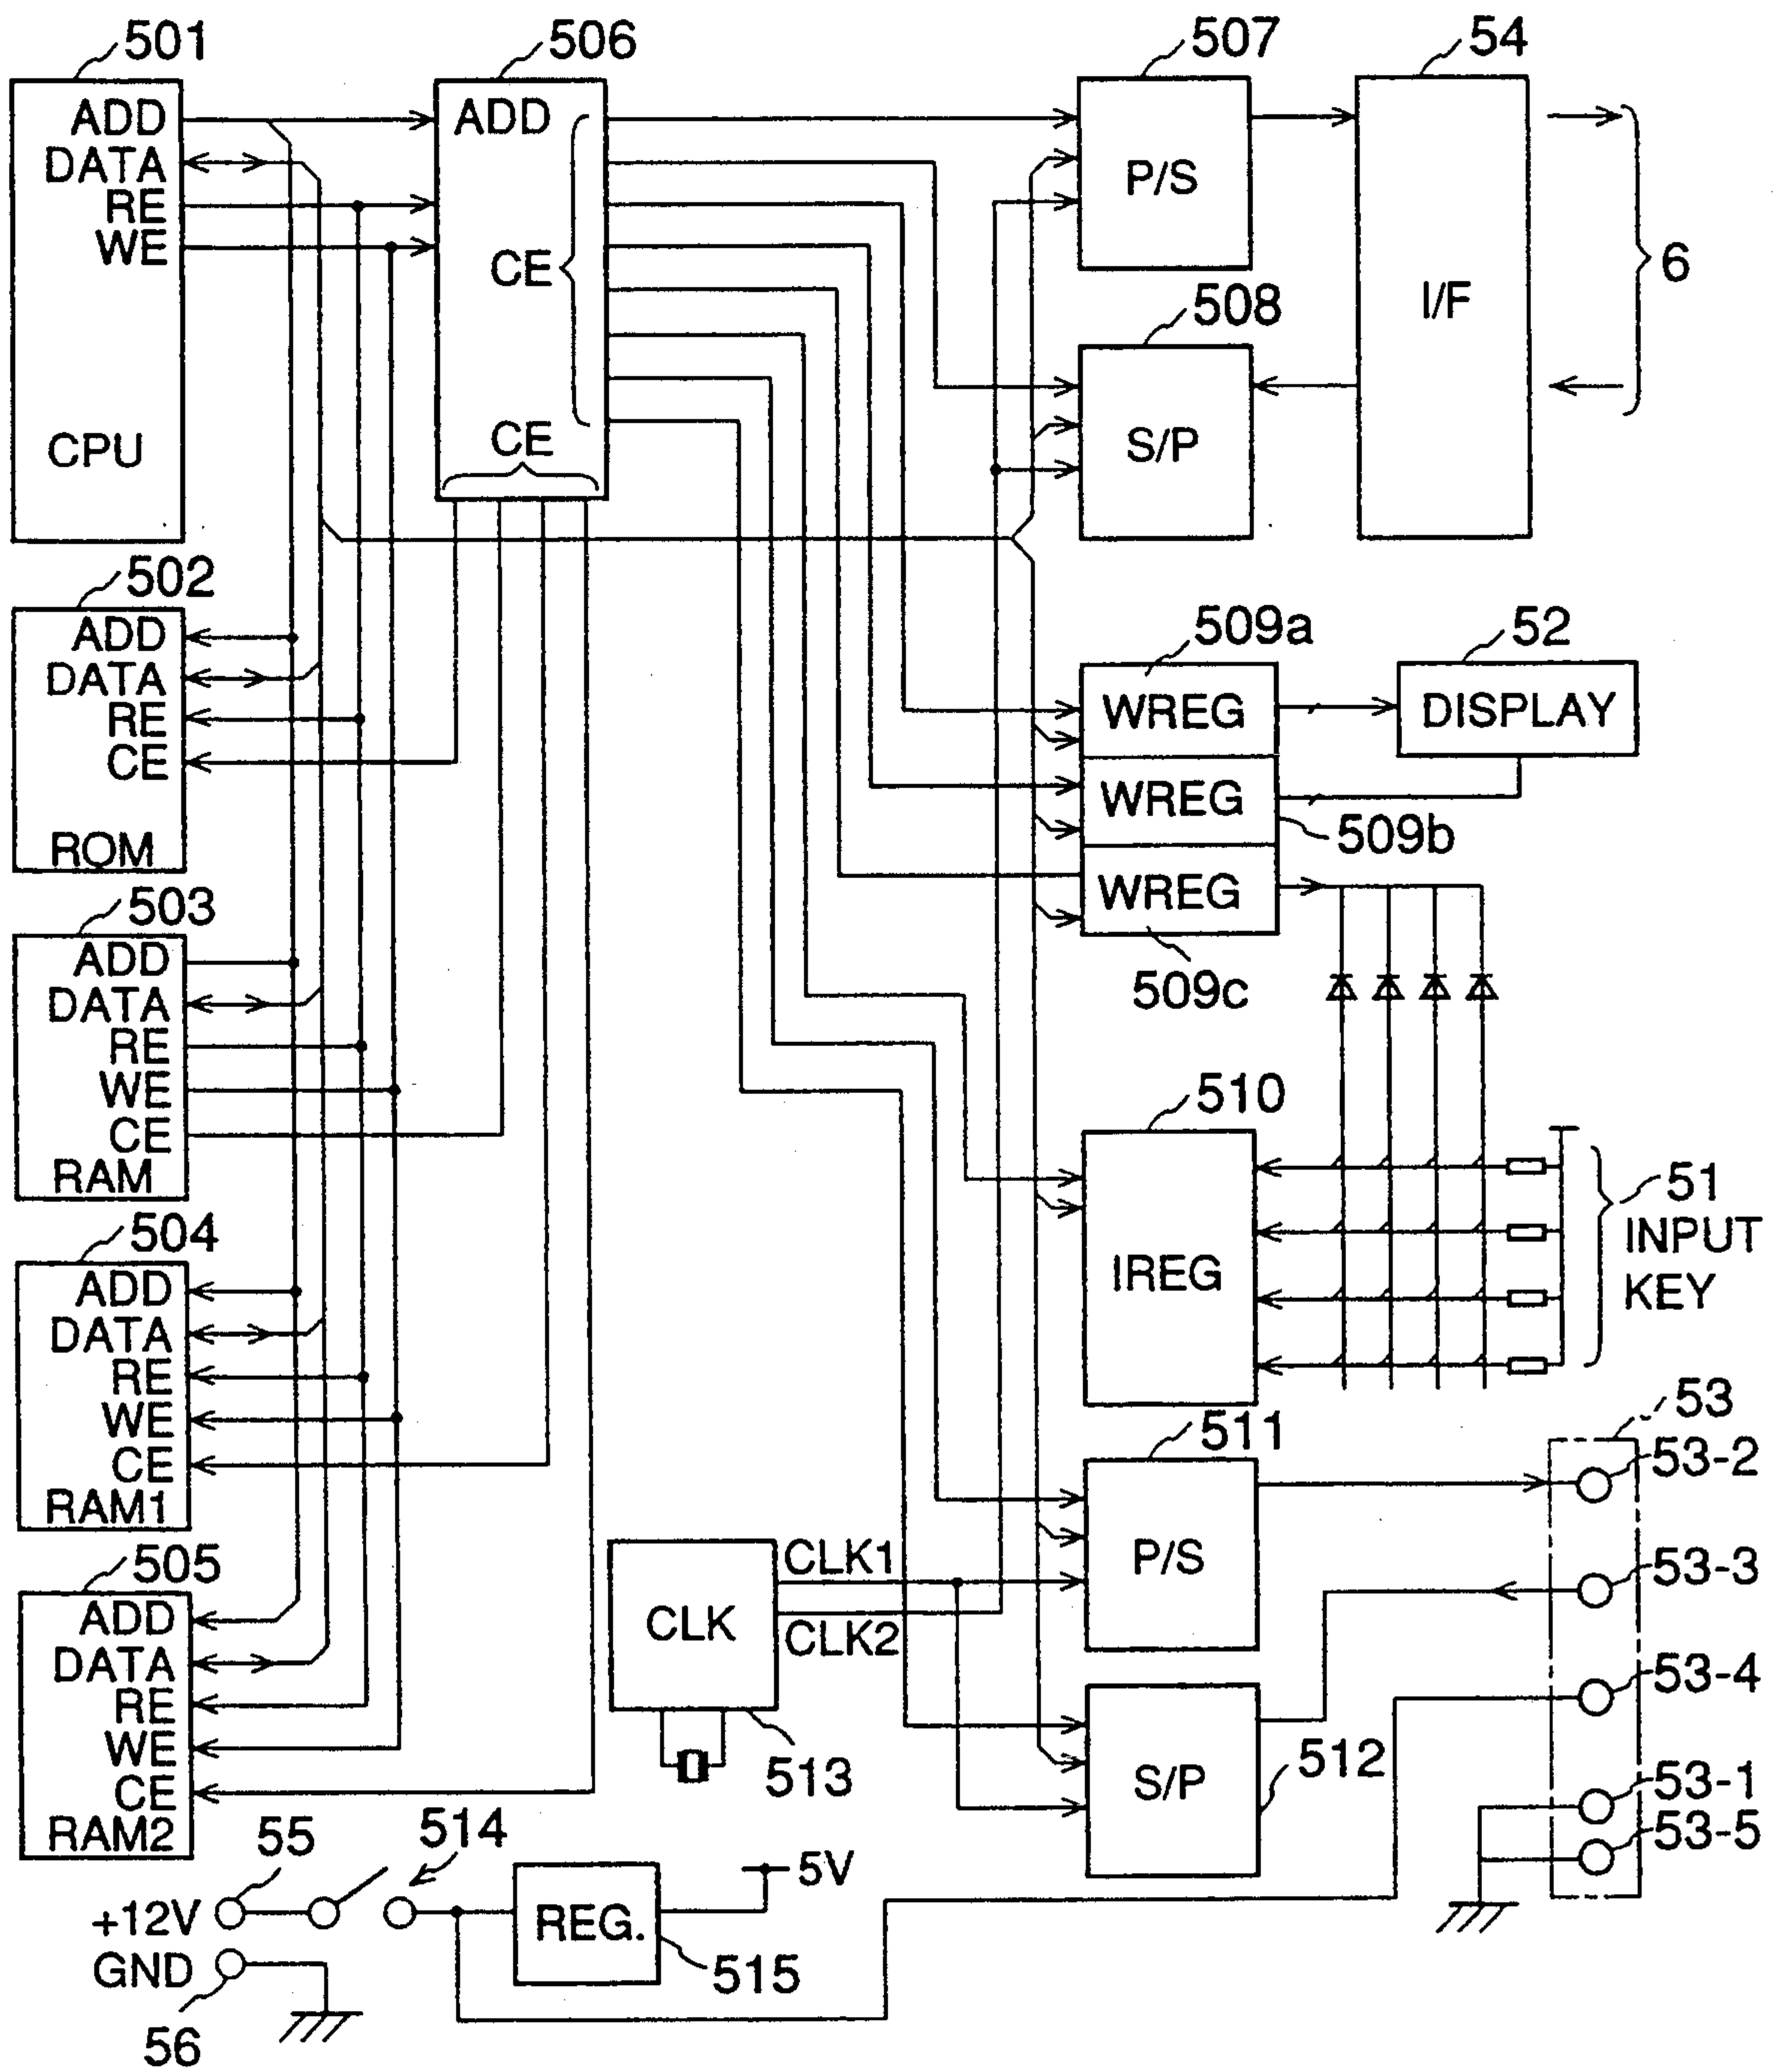 501
ADD
DATA
RE
WE
CPU
506
ADD
CE
CE
507
P/S
54
I/F
6
508
S/P
502
ADD
DATA
RE
CE
ROM
509a
WREG
52
DISPLAY
WREG
509b
WREG
509c
503
ADD
DATA
RE
WE
CE
RAM
510
IREG
51
INPUT
KEY
504
ADD
DATA
RE
WE
CE
RAM1
511
P/S
53
53-2
53-3
53-4
53-1
53-5
505
ADD
DATA
RE
WE
CE
RAM2
CLK
CLK1
CLK2
513
S/P
512
55
514
+12V
GND
56
REG.
515
5V